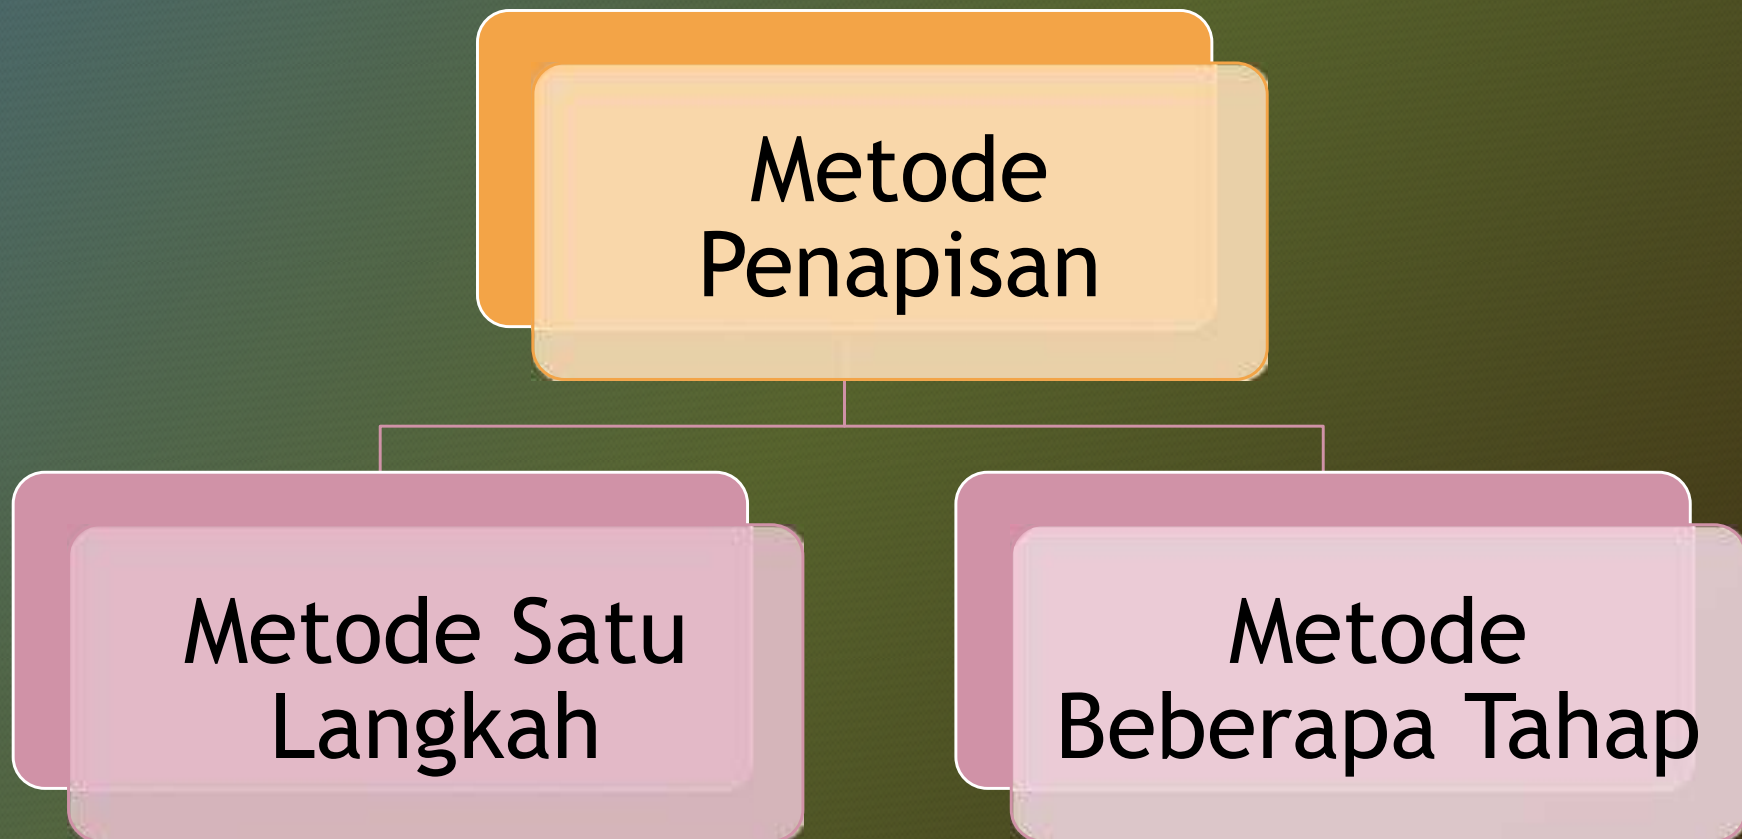 Metode
Penapisan
Metode Satu
Langkah
Metode
Beberapa Tahap